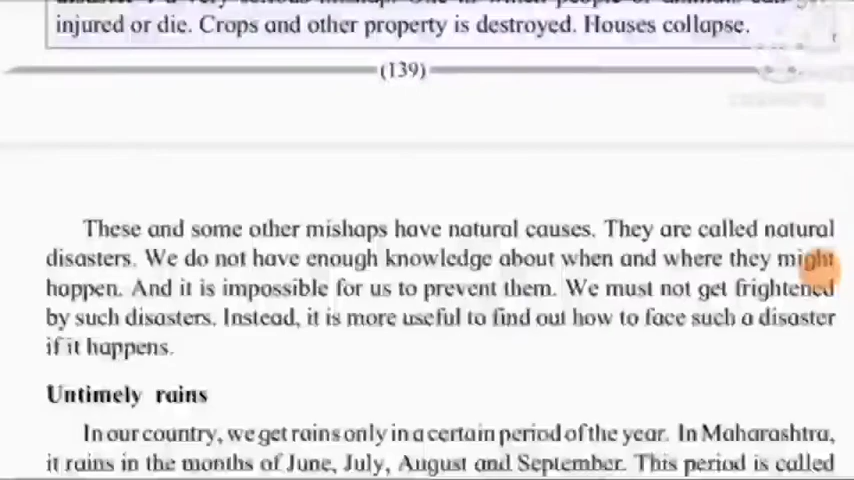 injured or die. Crops and other property is destroyed. Houses collapse.
(139)
These and some other mishaps have natural causes. They are called natural
disasters. We do not have enough knowledge about when and where they might
happen. And it is impossible for us to prevent them. We must not get frightened
by such disasters. Instead, it is more useful to find out how to face such a disaster
if it happens.
Untimely rains
In our country, we get rains only in a certain period of the year. In Maharashtra,
it rains in the months of June, July, August and September. This period is called